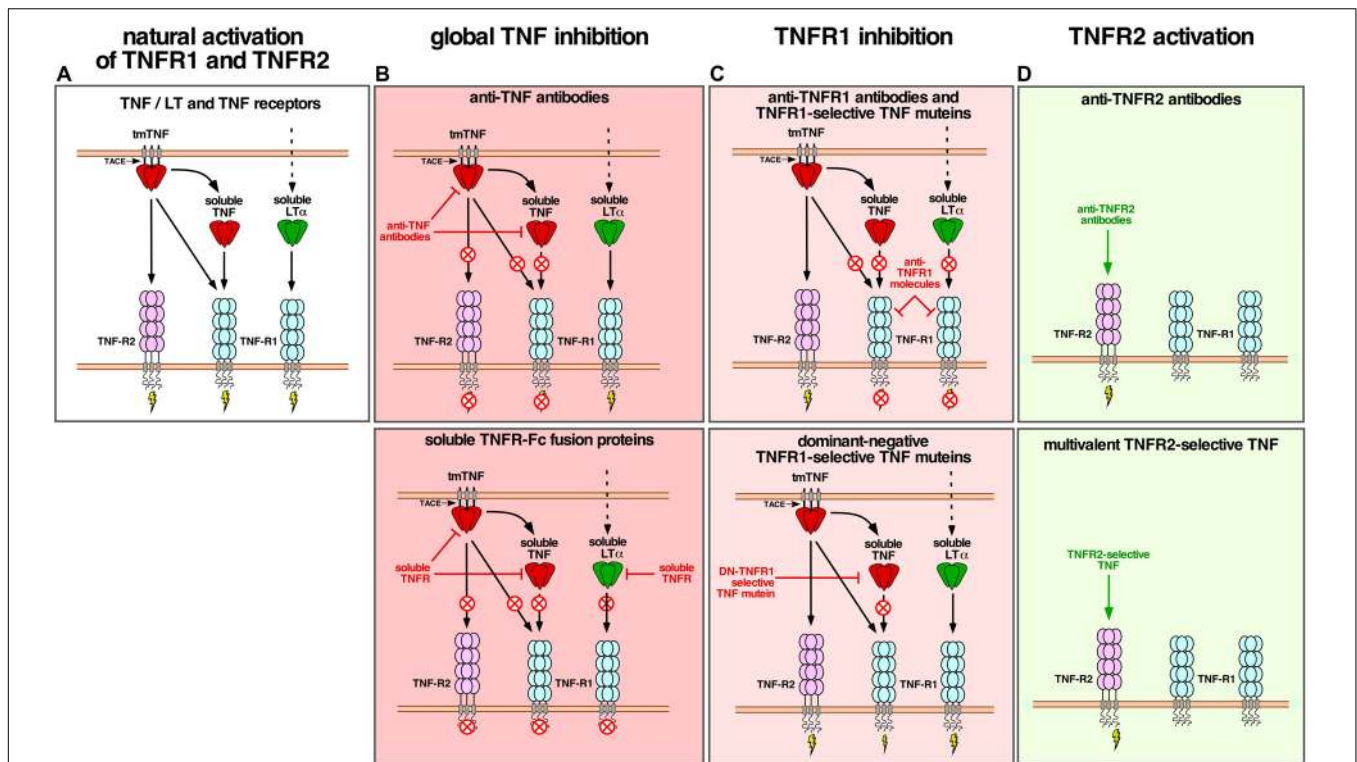 natural activation
of TNFR1 and TNFR2
global TNF inhibition
TNFR1 inhibition
TNFR2 activation
A
TNF / LT and TNF receptors
tmTNF
TACE
soluble
TNF
soluble
LTα
TNF-R2
TNF-R1
B
anti-TNF antibodies
tmTNF
TACE
soluble
TNF
soluble
LTα
anti-TNF
antibodies
TNF-R2
TNF-R1
C
anti-TNFR1 antibodies and
TNFR1-selective TNF muteins
tmTNF
TACE
soluble
TNF
soluble
LTα
anti-
TNFR1
molecules
TNF-R2
TNF-R1
D
anti-TNFR2 antibodies
anti-TNFR2
antibodies
TNF-R2
TNF-R1
soluble TNFR-Fc fusion proteins
tmTNF
TACE
soluble
TNF
soluble
LTα
soluble
TNFR
soluble
TNFR
TNF-R2
TNF-R1
dominant-negative
TNFR1-selective TNF muteins
tmTNF
TACE
soluble
TNF
soluble
LTα
DN-TNFR1
selective
TNF mutein
TNF-R2
TNF-R1
multivalent TNFR2-selective TNF
TNFR2-selective
TNF
TNF-R2
TNF-R1